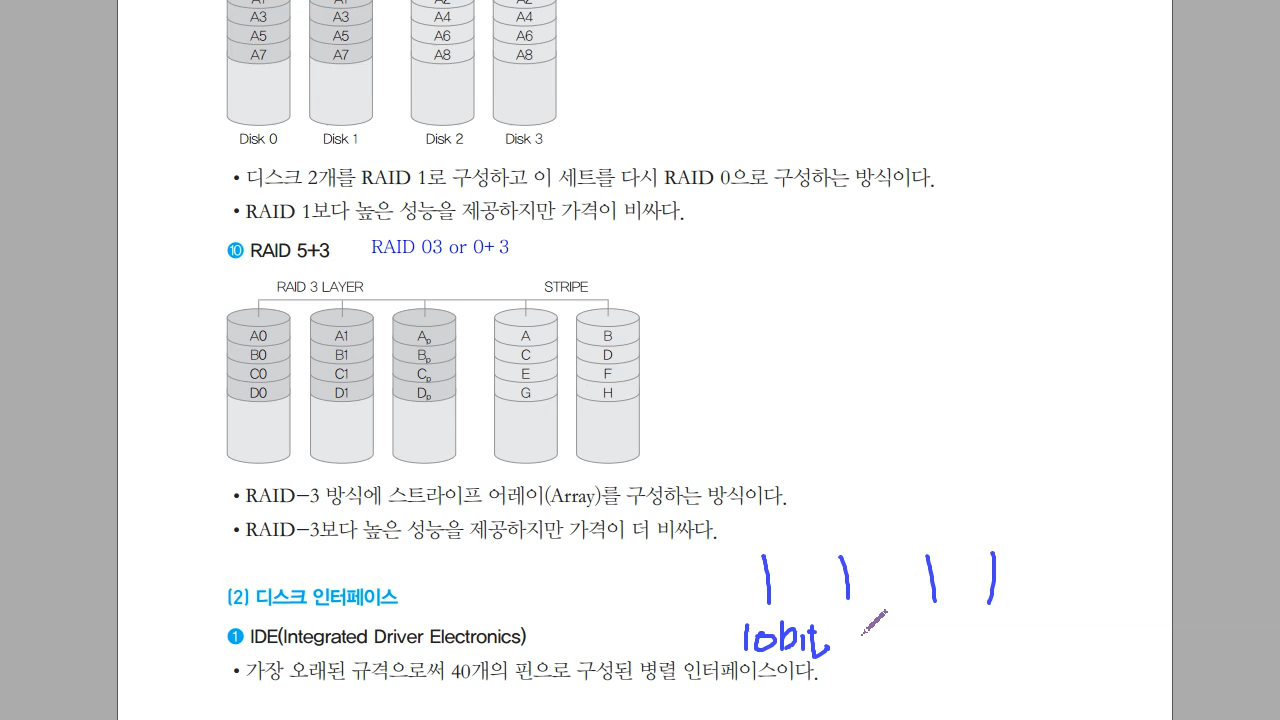 A1 A1 A2 A2
A3 A3 A4 A4
A5 A5 A6 A6
A7 A7 A8 A8
Disk 0 Disk 1 Disk 2 Disk 3
• 디스크 2개를 RAID 1로 구성하고 이 세트를 다시 RAID 0으로 구성하는 방식이다.
• RAID 1보다 높은 성능을 제공하지만 가격이 비싸다.
⑩ RAID 5+3 RAID 03 or 0+3
RAID 3 LAYER STRIPE
A0 A1 Ap A B
B0 B1 Bp C D
C0 C1 Cp E F
D0 D1 Dp G H
• RAID-3 방식에 스트라이프 어레이(Array)를 구성하는 방식이다.
• RAID-3보다 높은 성능을 제공하지만 가격이 더 비싸다.
(2) 디스크 인터페이스
❶ IDE(Integrated Driver Electronics)
10bit
• 가장 오래된 규격으로써 40개의 핀으로 구성된 병렬 인터페이스이다.